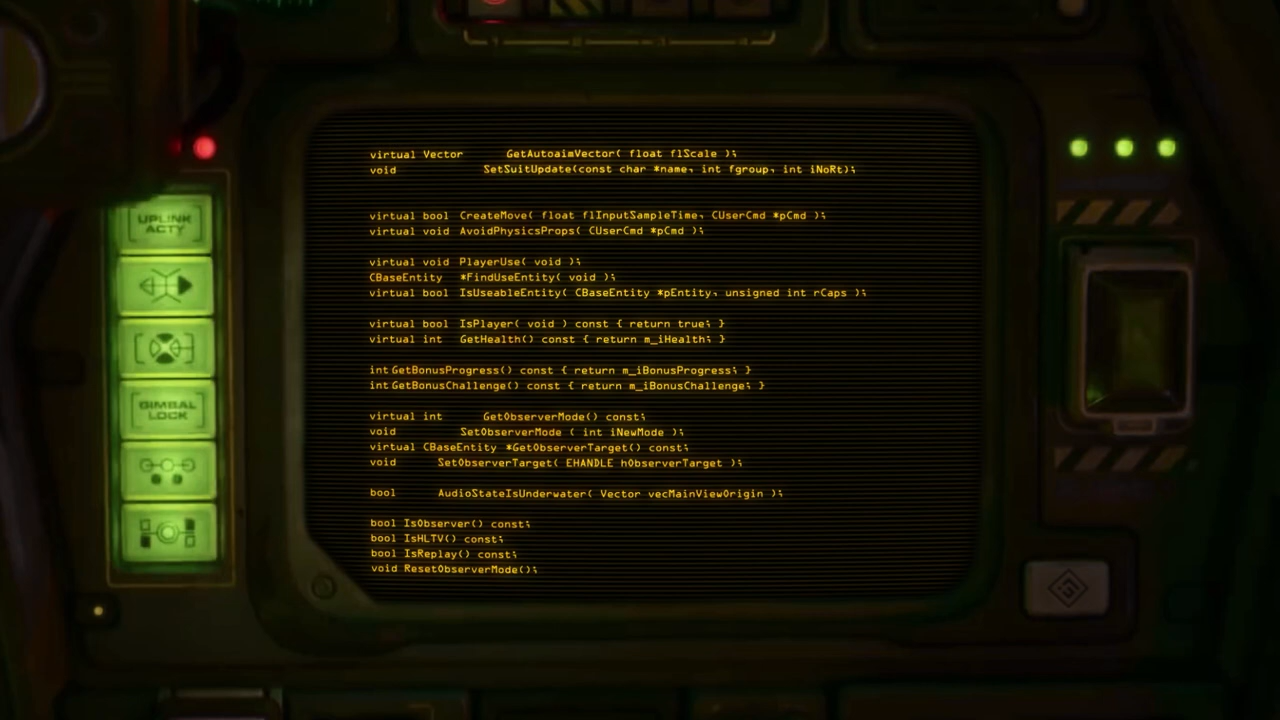 UPLINK
ACTY
GIMBAL
LOCK
virtual Vector GetAutoaimVector( float flScale );
void SetSuitUpdate(const char *name, int fgroup, int iNoRt);
virtual bool CreateMove( float flInputSampleTime, CUserCmd *pCmd );
virtual void AvoidPhysicsProps( CUserCmd *pCmd );
virtual void PlayerUse( void );
CBaseEntity *FindUseEntity( void );
virtual bool IsUseableEntity( CBaseEntity *pEntity, unsigned int rCaps );
virtual bool IsPlayer( void ) const { return true; }
virtual int GetHealth() const { return m_iHealth; }
int GetBonusProgress() const { return m_iBonusProgress; }
int GetBonusChallenge() const { return m_iBonusChallenge; }
virtual int GetObserverMode() const;
void SetObserverMode ( int iNewMode );
virtual CBaseEntity *GetObserverTarget() const;
void SetObserverTarget( EHANDLE hObserverTarget );
bool AudioStateIsUnderwater( Vector vecMainViewOrigin );
bool IsObserver() const;
bool IsHLTV() const;
bool IsReplay() const;
void ResetObserverMode();